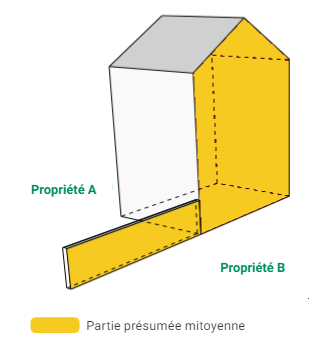 Propriété A
Propriété B
Partie présumée mitoyenne